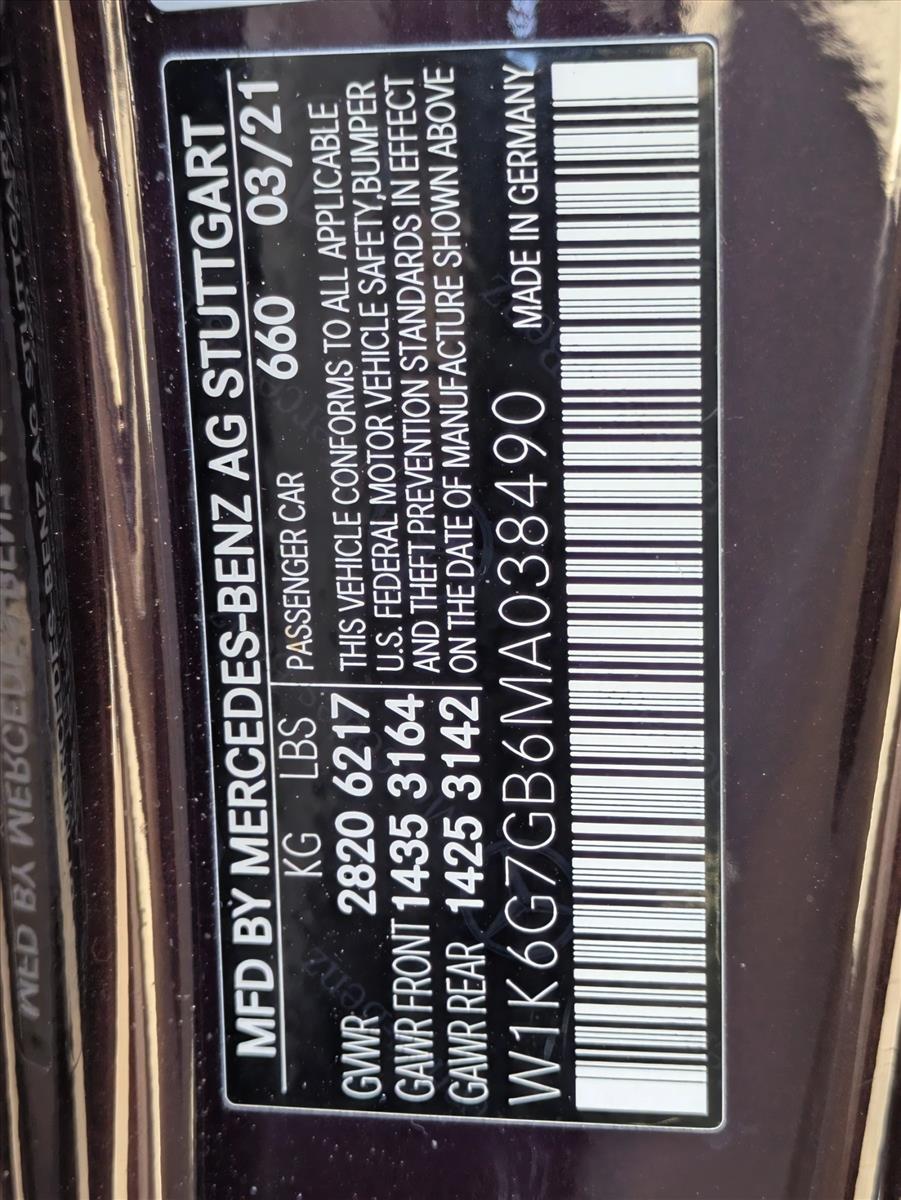 MFD BY MERCEDES-BENZ AG STUTTGART
KG LBS PASSENGER CAR 660 03/21
GVWR 2820 6217 THIS VEHICLE CONFORMS TO ALL APPLICABLE
GAWR FRONT 1435 3164 U.S. FEDERAL MOTOR VEHICLE SAFETY, BUMPER
GAWR REAR 1425 3142 AND THEFT PREVENTION STANDARDS IN EFFECT
ON THE DATE OF MANUFACTURE SHOWN ABOVE
W1K6G7GB6MA038490 MADE IN GERMANY